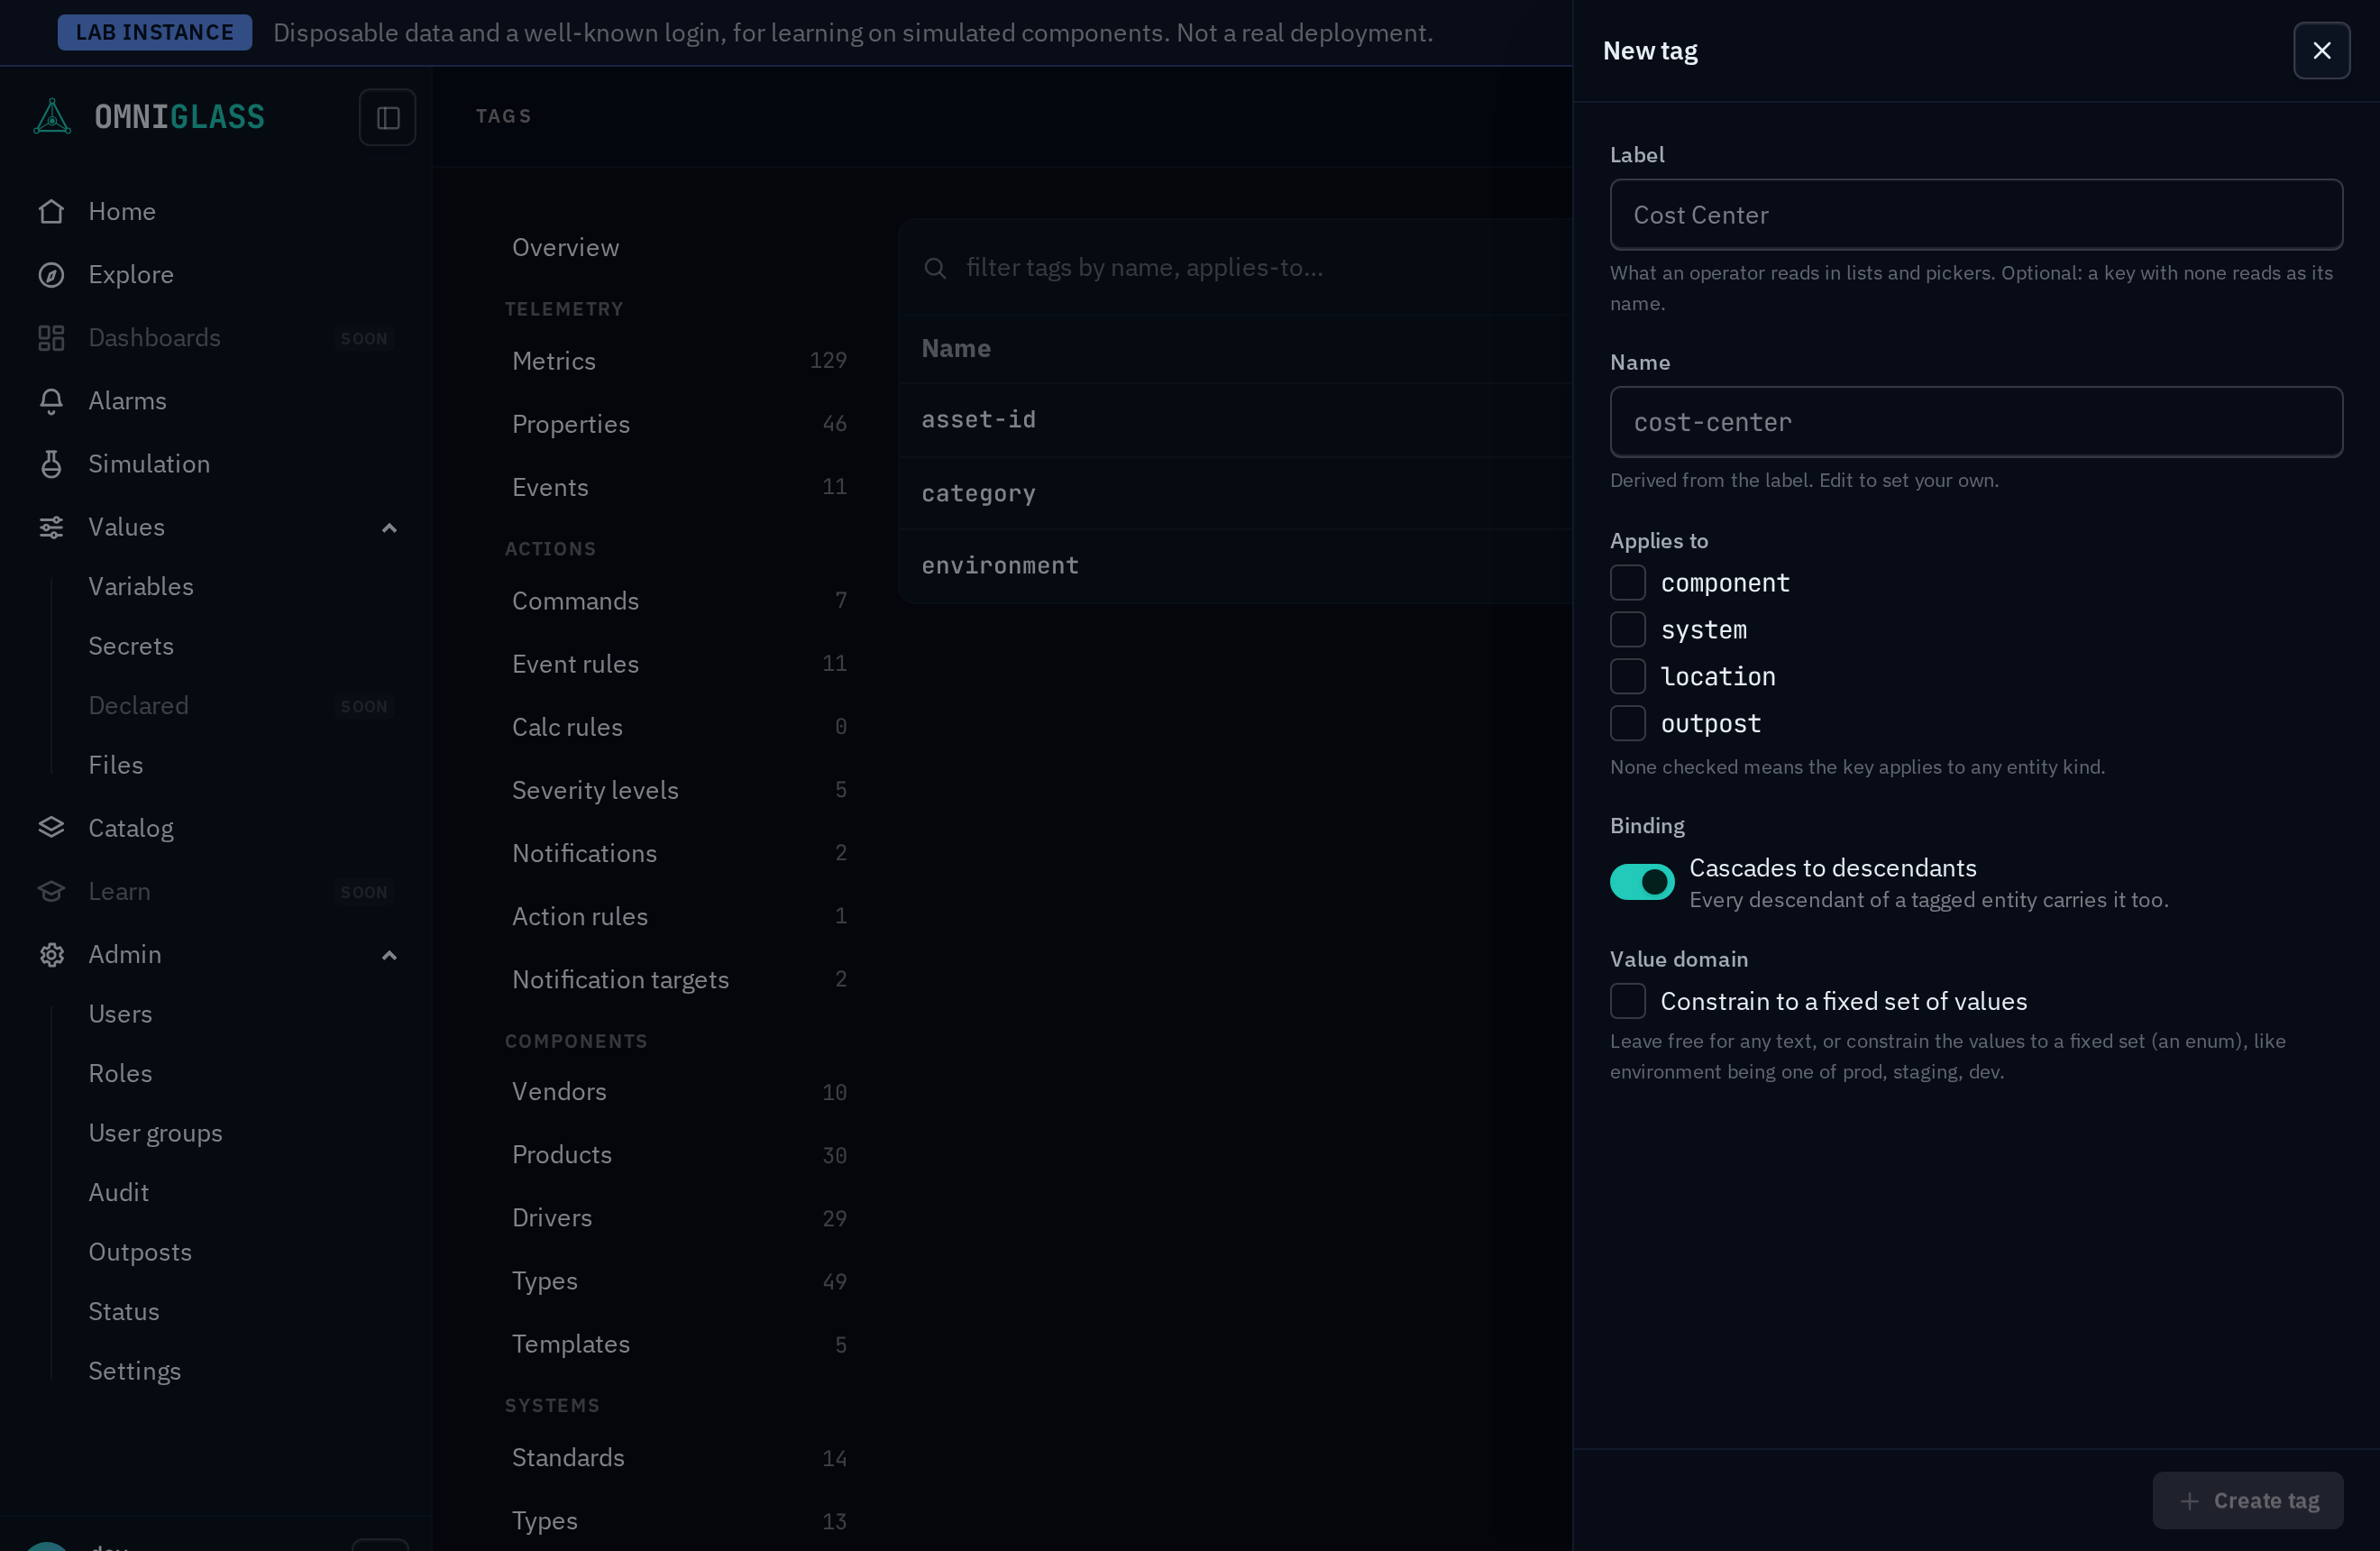 LAB INSTANCE Disposable data and a well-known login, for learning on simulated components. Not a real deployment.
OMNIGLASS
Home
Explore
Dashboards SOON
Alarms
Simulation
Values
Variables
Secrets
Declared SOON
Files
Catalog
Learn SOON
Admin
Users
Roles
User groups
Audit
Outposts
Status
Settings
TAGS
Overview
TELEMETRY
Metrics 129
Properties 46
Events 11
ACTIONS
Commands 7
Event rules 11
Calc rules 0
Severity levels 5
Notifications 2
Action rules 1
Notification targets 2
COMPONENTS
Vendors 10
Products 30
Drivers 29
Types 49
Templates 5
SYSTEMS
Standards 14
Types 13
filter tags by name, applies-to...
Name
asset-id
category
environment
New tag
Label
Cost Center
What an operator reads in lists and pickers. Optional: a key with none reads as its
name.
Name
cost-center
Derived from the label. Edit to set your own.
Applies to
component
system
location
outpost
None checked means the key applies to any entity kind.
Binding
Cascades to descendants
Every descendant of a tagged entity carries it too.
Value domain
Constrain to a fixed set of values
Leave free for any text, or constrain the values to a fixed set (an enum), like
environment being one of prod, staging, dev.
Create tag